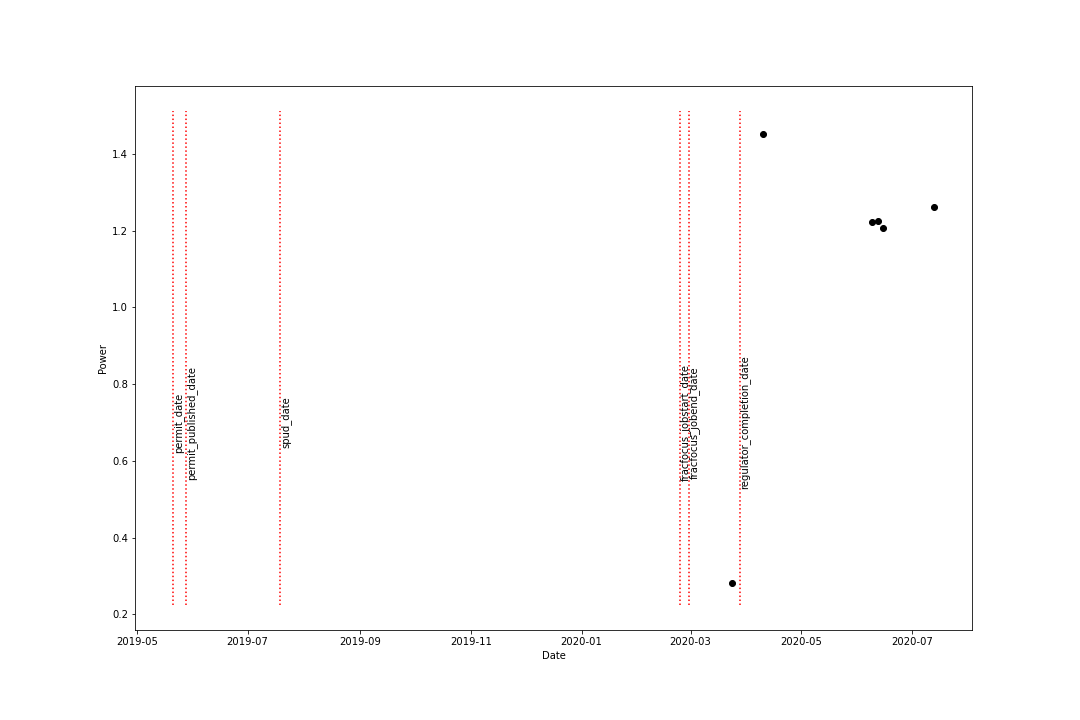 1.4
1.2
1.0
0.8
0.6
0.4
0.2
Power
permit_date
permit_published_date
spud_date
fracfocus_jobstart_date
fracfocus_jobend_date
regulator_completion_date
2019-05
2019-07
2019-09
2019-11
2020-01
2020-03
2020-05
2020-07
Date